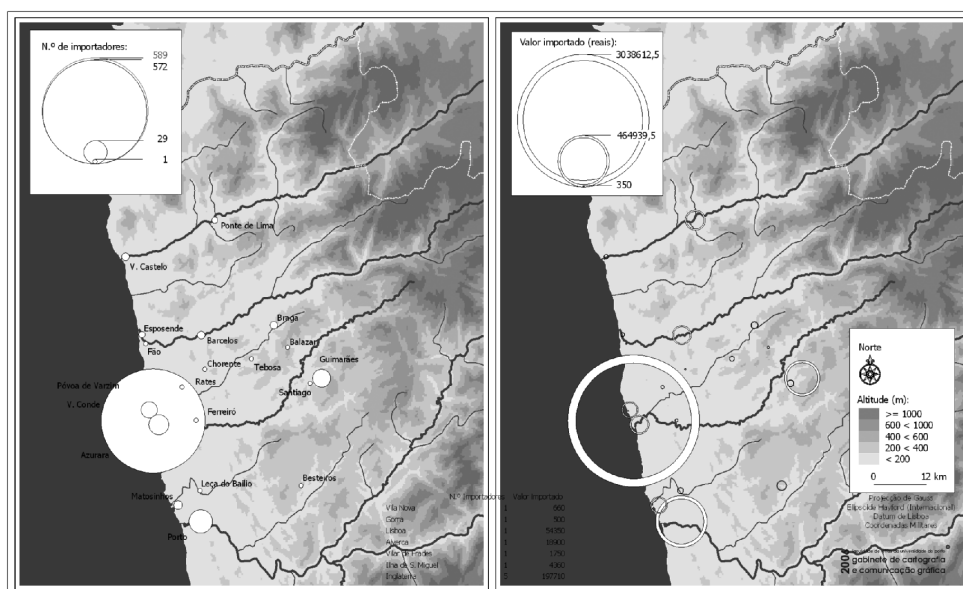 N.º de importadores:
589
572
29
1
Ponte de Lima
V. Castelo
Esposende
Fão
Barcelos
Braga
Balazar
Tebosa
Guimarães
Chorente
Rates
Santiago
Póvoa de Varzim
V. Conde
Ferreiró
Azurara
Leça do Bailio
Besteiros
Matosinhos
Porto
Valor importado (reais):
3038612,5
464939,5
350
Norte
Altitude (m):
>= 1000
600 < 1000
400 < 600
200 < 400
< 200
0 12 km
Projecção de Gauss
Elipsóide Hayford (Internacional)
Datum de Lisboa
Coordenadas Militares
N.º Importadores Valor Importado
Vila Nova 1 660
Goma 1 500
Lisboa 1
Alverca 1 10900
Vilar de Frades 1 1750
Ilha de S. Miguel 1 4360
Inglaterra 5 197710
gabinete de cartografia
e comunicação gráfica